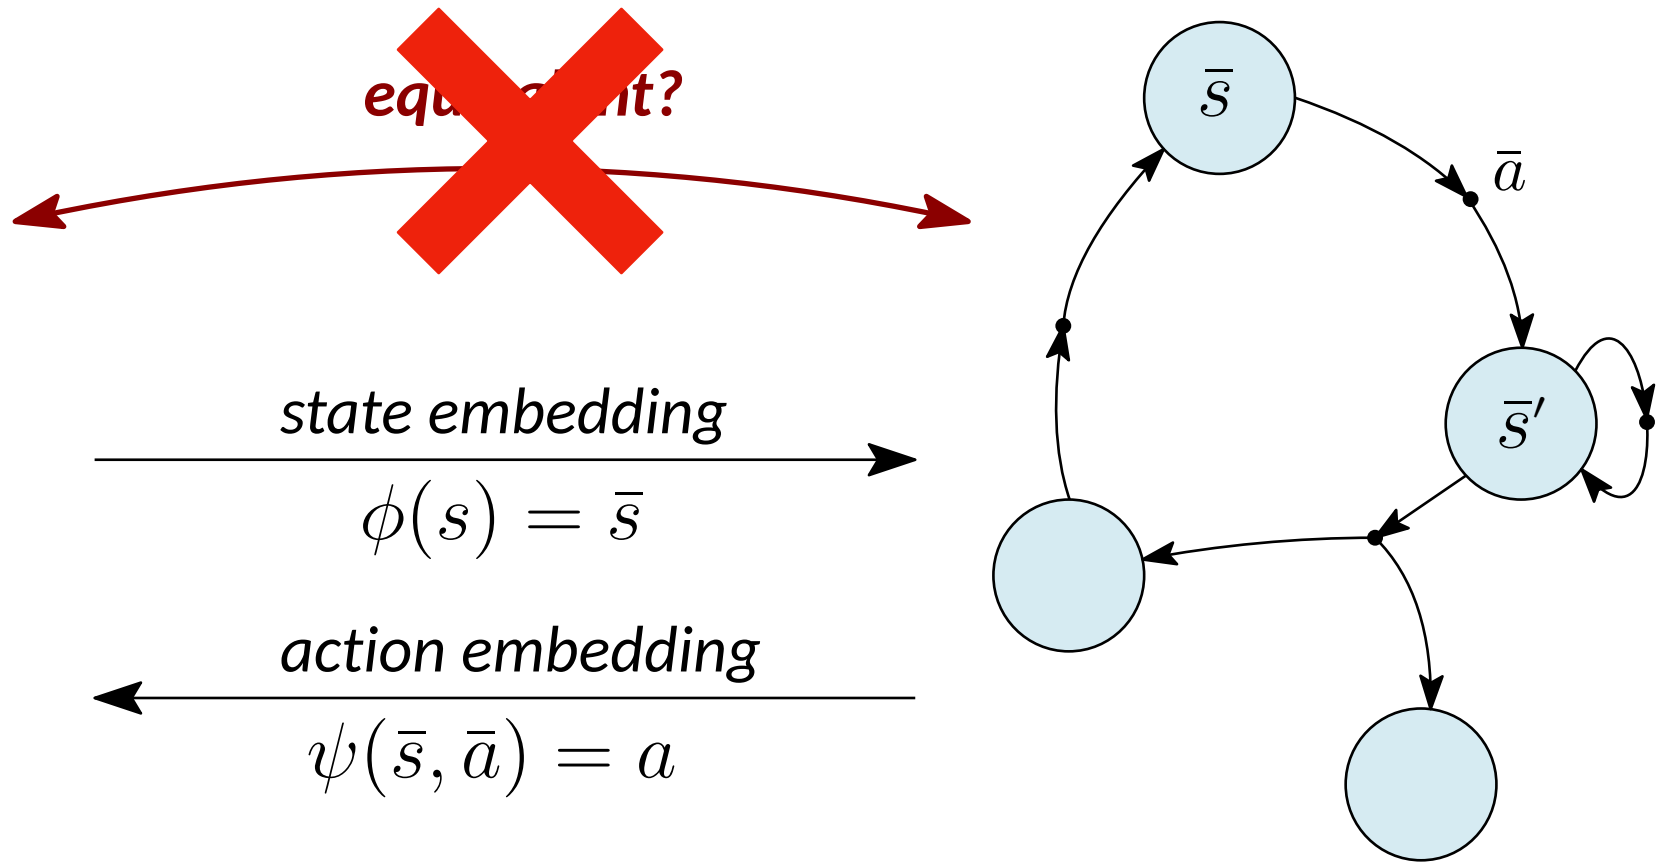 state embedding
ϕ(s) = s̅
action embedding
ψ(s̅, a̅) = a
s̅
a̅
s̅′